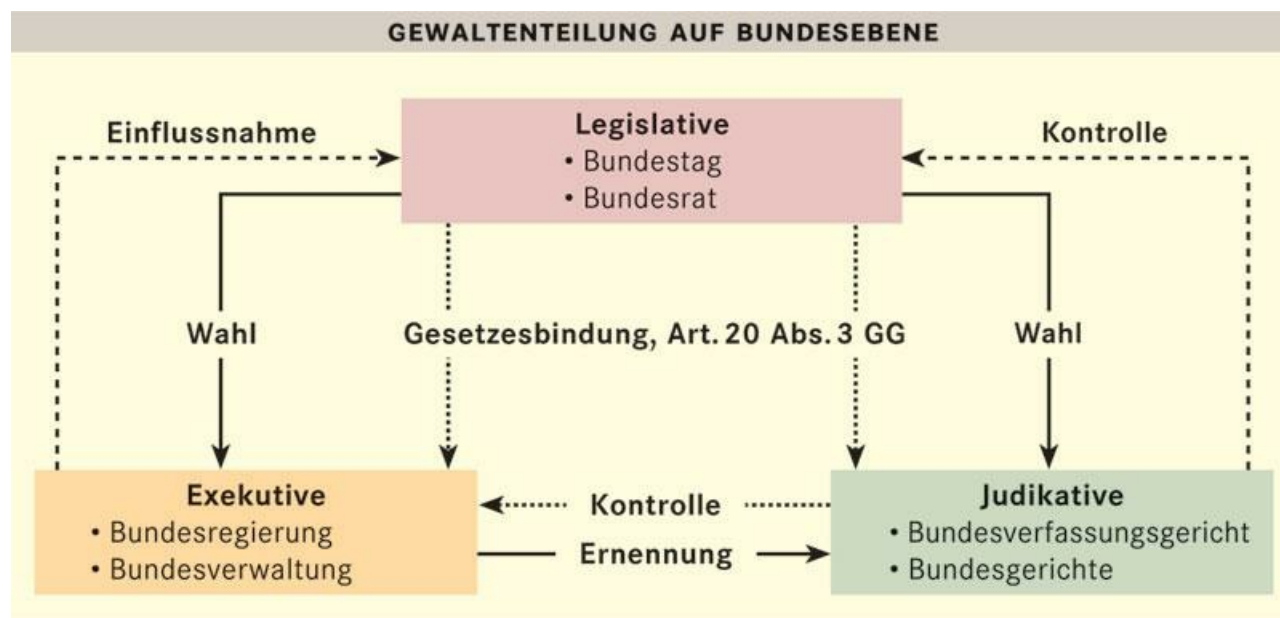 GEWALTENTEILUNG AUF BUNDESEBENE
Einflussnahme
Legislative
• Bundestag
• Bundesrat
Kontrolle
Wahl
Gesetzesbindung, Art. 20 Abs. 3 GG
Wahl
Exekutive
• Bundesregierung
• Bundesverwaltung
Kontrolle
Ernennung
Judikative
• Bundesverfassungsgericht
• Bundesgerichte